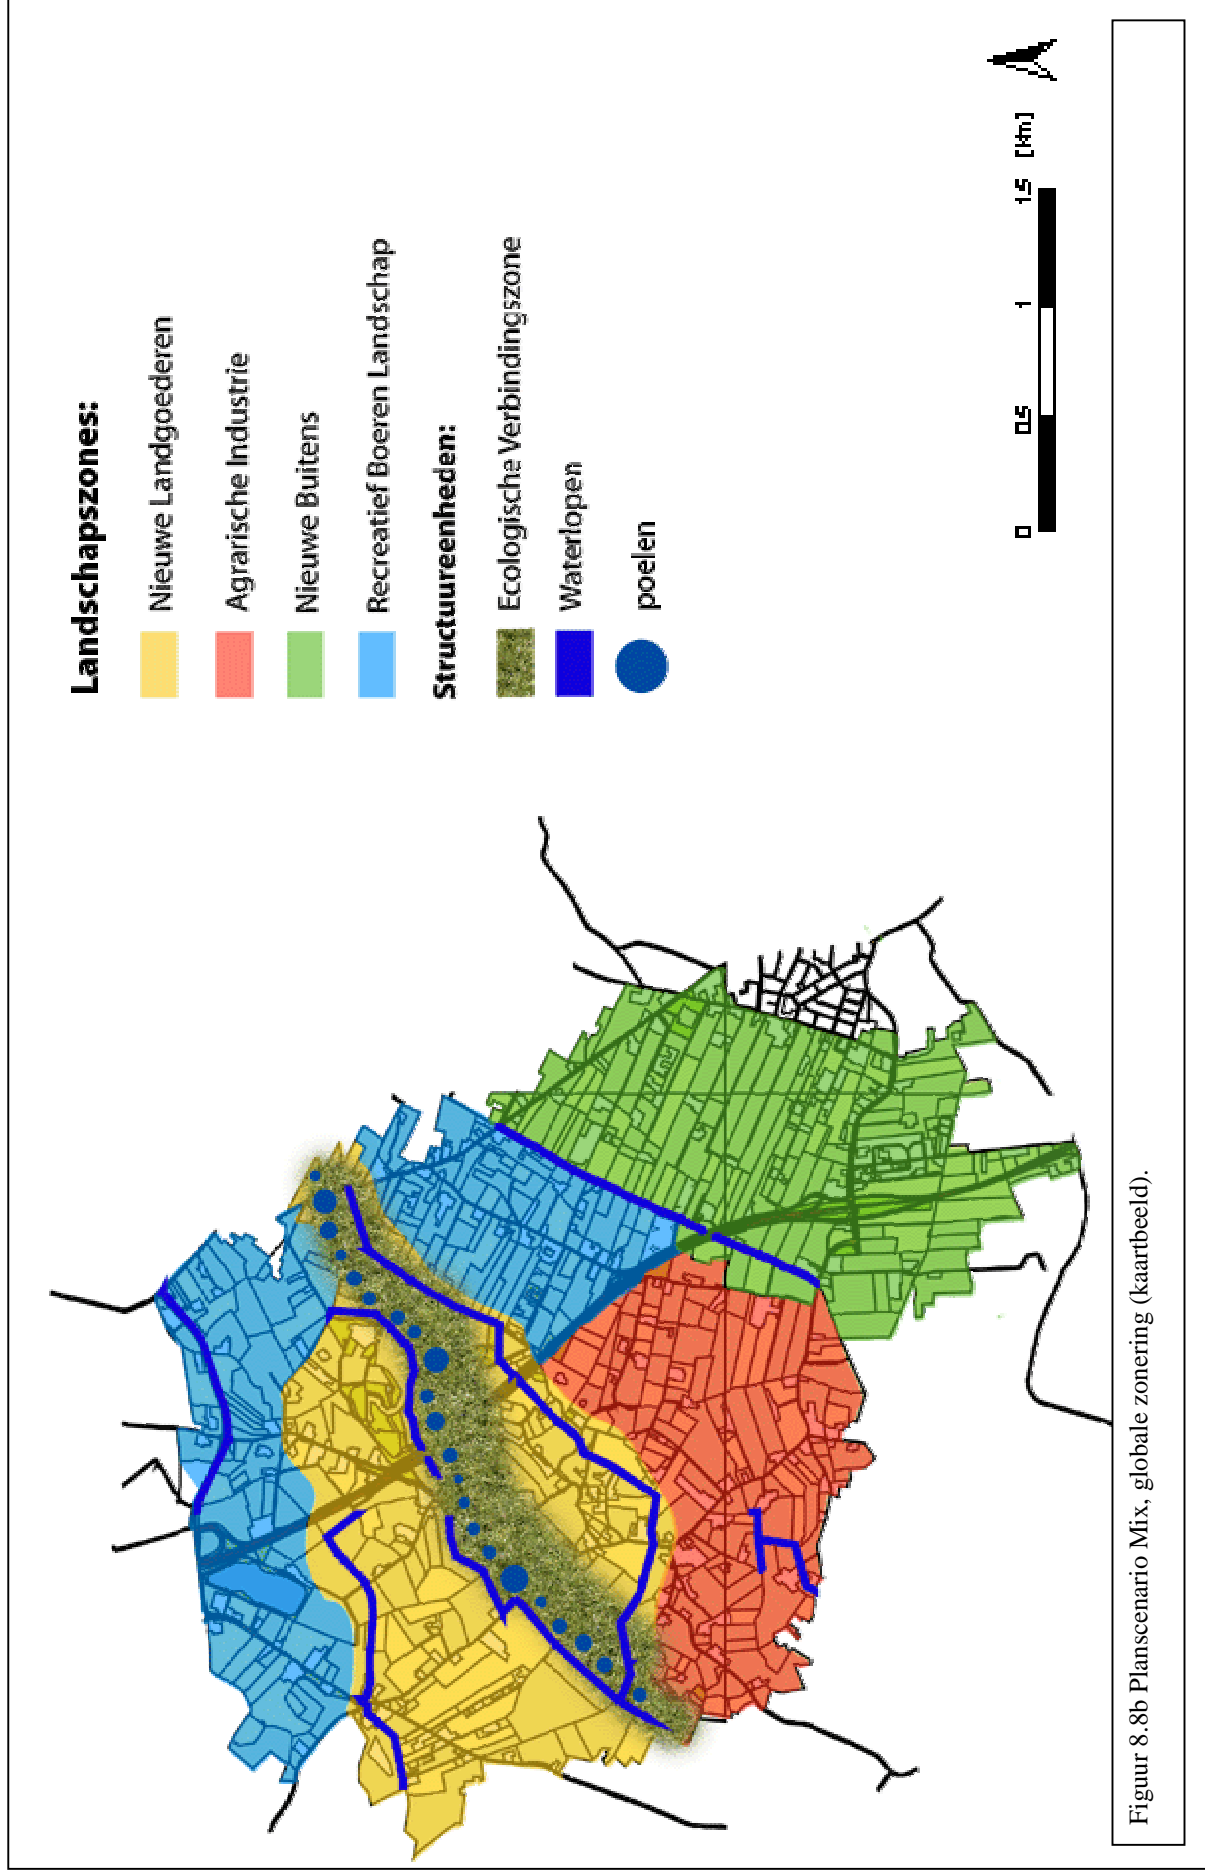 Landschapszones:
Nieuwe Landgoederen
Agrarische Industrie
Nieuwe Buitens
Recreatief Boeren Landschap
Structuureenheden:
Ecologische Verbindingszone
Waterlopen
poelen
0 0.5 1 1.5 [km]
Figuur 8.8b Planscenario Mix, globale zonering (kaartbeeld).